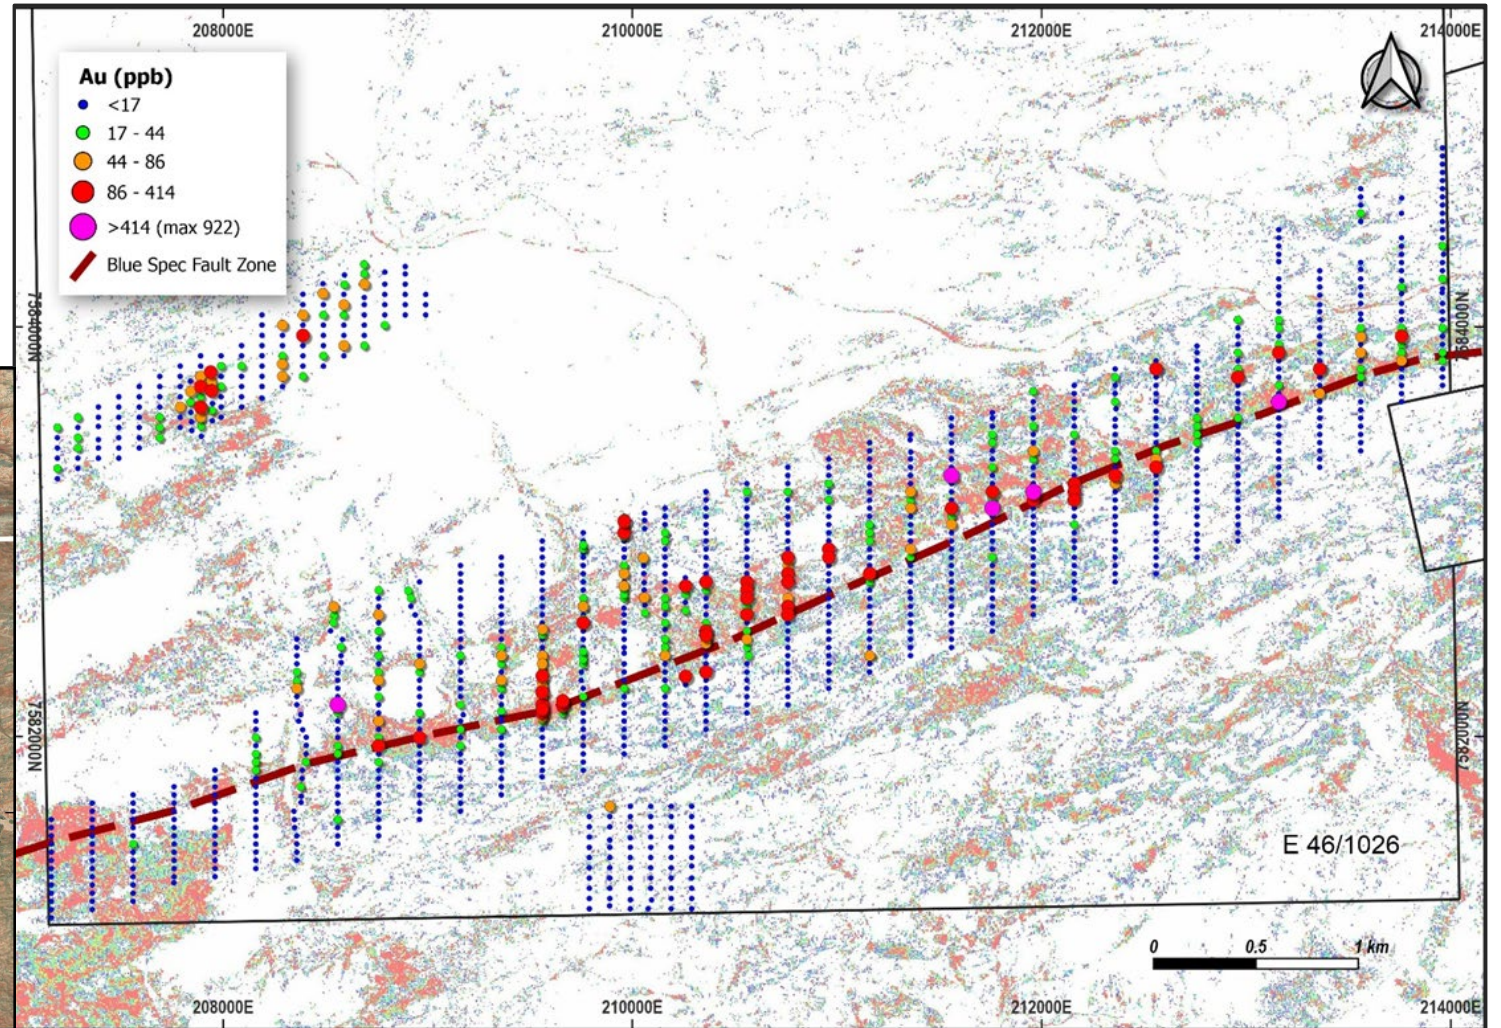 208000E
210000E
212000E
214000E
Au (ppb)
<17
17 - 44
44 - 86
86 - 414
>414 (max 922)
Blue Spec Fault Zone
7584000N
7584000N
7582000N
7582000N
E 46/1026
0 0.5 1 km
208000E
210000E
212000E
214000E